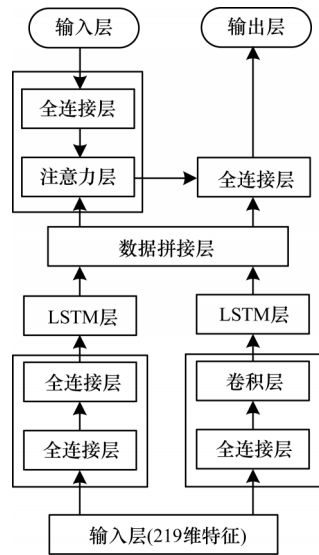 输入层
输出层
全连接层
注意力层
全连接层
数据拼接层
LSTM层
LSTM层
全连接层
卷积层
全连接层
全连接层
输入层(219维特征)